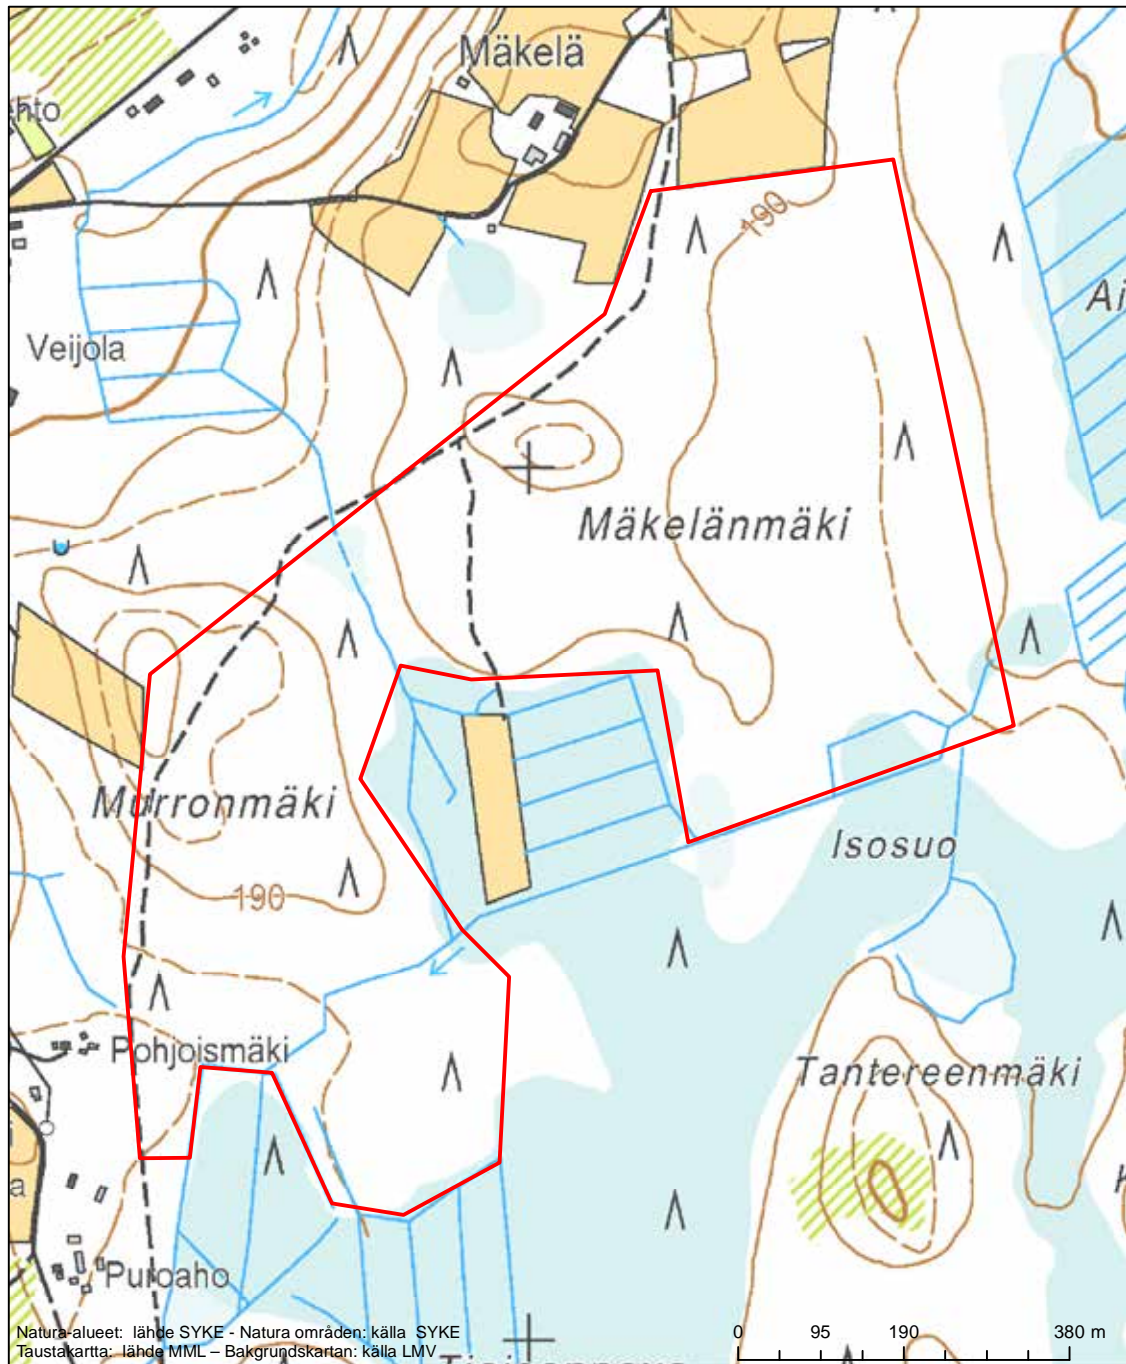 Mäkelä
hto
190
Ai
Veijola
Mäkelänmäki
Murronmäki
Isosuo
190
Pohjoismäki
Tantereenmäki
a
K
Puroaho
Natura-alueet: lähde SYKE - Natura områden: källa SYKE
0 95 190 380 m
Taustakartta: lähde MML – Bakgrundskartan: källa LMV